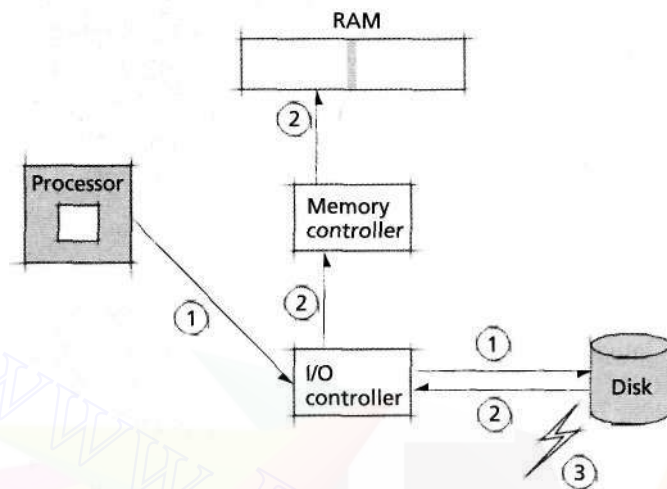 RAM
2
Processor
Memory
controller
1
2
I/O
controller
1
2
Disk
3